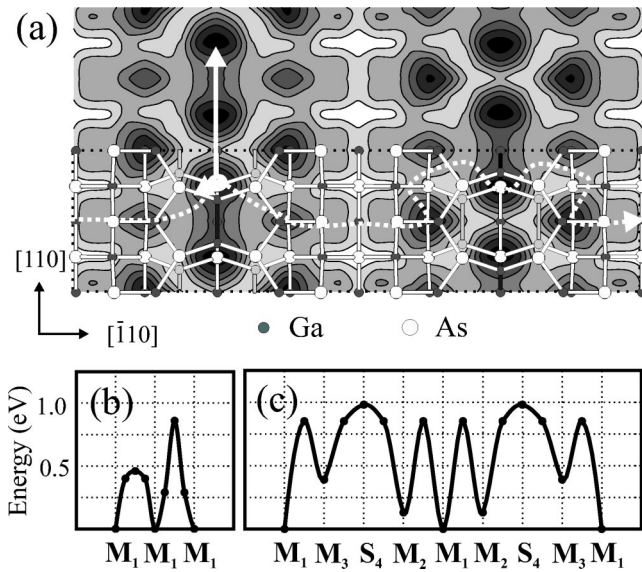 (a)
[110]
[1̄10]
Ga
As
Energy (eV)
1.0
0.5
(b)
M₁ M₁ M₁
(c)
M₁ M₃ S₄ M₂ M₁ M₂ S₄ M₃ M₁